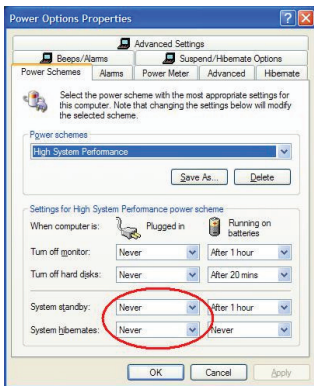 Power Options Properties
Advanced Settings
Beeps/Alarms Suspend/Hibernate Options
Power Schemes Alarms Power Meter Advanced Hibernate
Select the power scheme with the most appropriate settings for
this computer. Note that changing the settings below will modify
the selected scheme.
Power schemes
High System Performance
Save As... Delete
Settings for High System Performance power scheme
When computer is: Plugged in Running on
batteries
Turn off monitor: Never After 1 hour
Turn off hard disks: Never After 20 mins
System standby: Never After 1 hour
System hibernates: Never Never
OK Cancel Apply